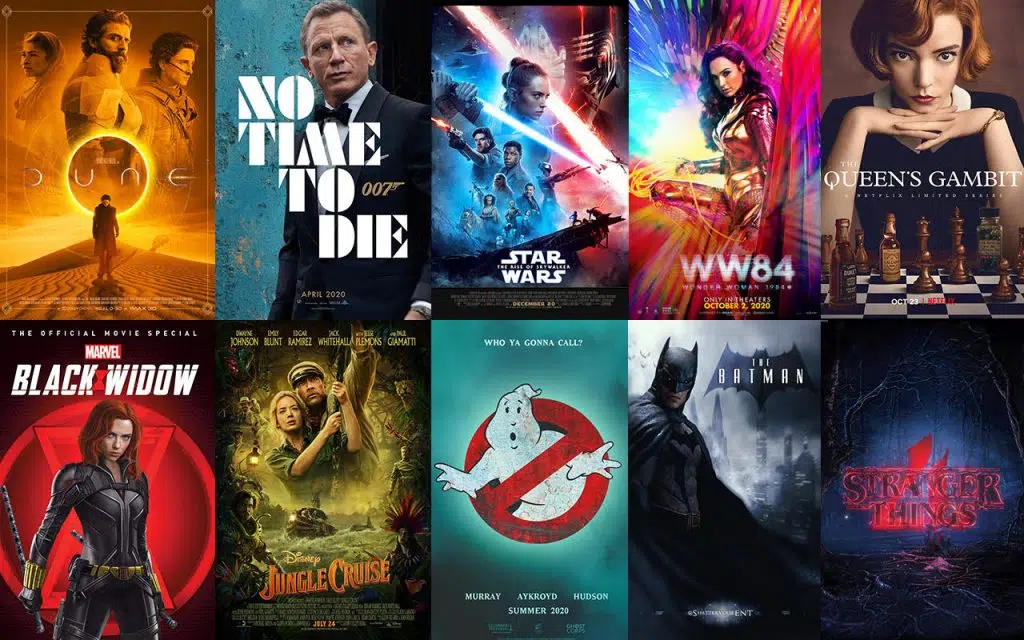 DUNE
NO
TIME
TO
DIE
007
APRIL 2020
STAR
THE RISE OF SKYWALKER
WARS
DECEMBER 20
WW84
WONDER WOMAN 1984
ONLY IN THEATERS
OCTOBER 2, 2020
THE
QUEEN'S GAMBIT
A NETFLIX LIMITED SERIES
OCT 23 NETFLIX
THE OFFICIAL MOVIE SPECIAL
MARVEL
BLACK WIDOW
DWAYNE JOHNSON EMILY BLUNT EDGAR RAMIREZ JACK WHITEHALL WITH JESSE PLEMONS AND PAUL GIAMATTI
Disney
JUNGLE CRUISE
JULY 24
WHO YA GONNA CALL?
MURRAY AYKROYD HUDSON
SUMMER 2020
GHOST CORPS
THE
BATMAN
STRANGER
THINGS